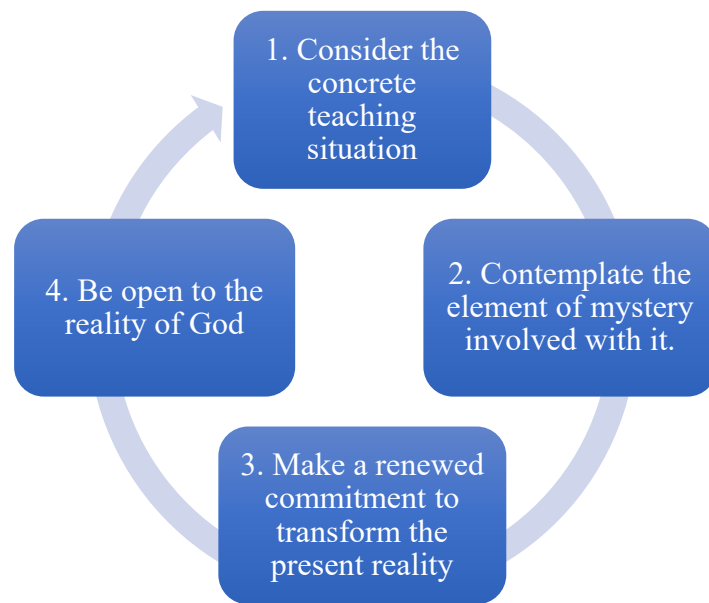 1. Consider the
concrete
teaching
situation
2. Contemplate the
element of mystery
involved with it.
3. Make a renewed
commitment to
transform the
present reality
4. Be open to the
reality of God